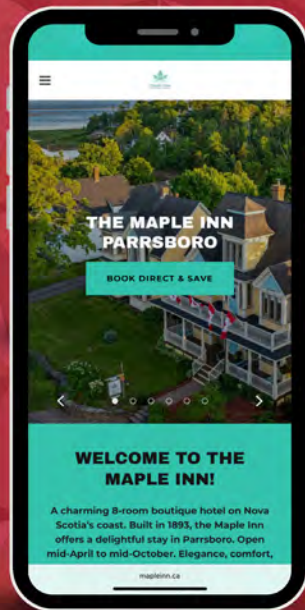 THE MAPLE INN
PARRSBORO
BOOK DIRECT & SAVE
WELCOME TO THE
MAPLE INN!
A charming 8-room boutique hotel on Nova
Scotia's coast. Built in 1893, the Maple Inn
offers a delightful stay in Parrsboro. Open
mid-April to mid-October. Elegance, comfort,
mapleinn.ca